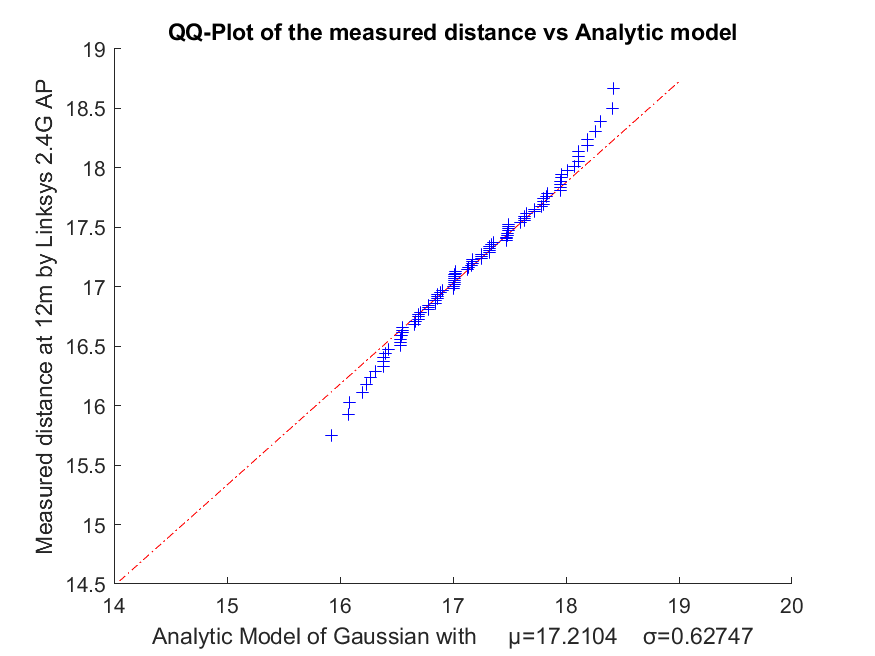 QQ-Plot of the measured distance vs Analytic model
19
18.5
18
17.5
17
16.5
16
15.5
15
14.5
Measured distance at 12m by Linksys 2.4G AP
14 15 16 17 18 19 20
Analytic Model of Gaussian with μ=17.2104 σ=0.62747